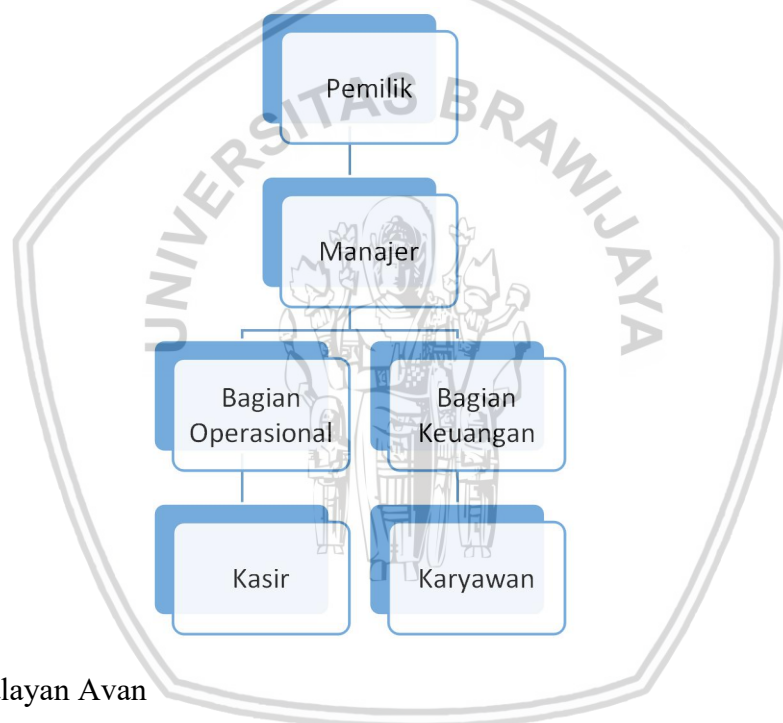 UNIVERSITAS BRAWIJAYA
Pemilik
Manajer
Bagian
Operasional
Bagian
Keuangan
Kasir
Karyawan
layan Avan